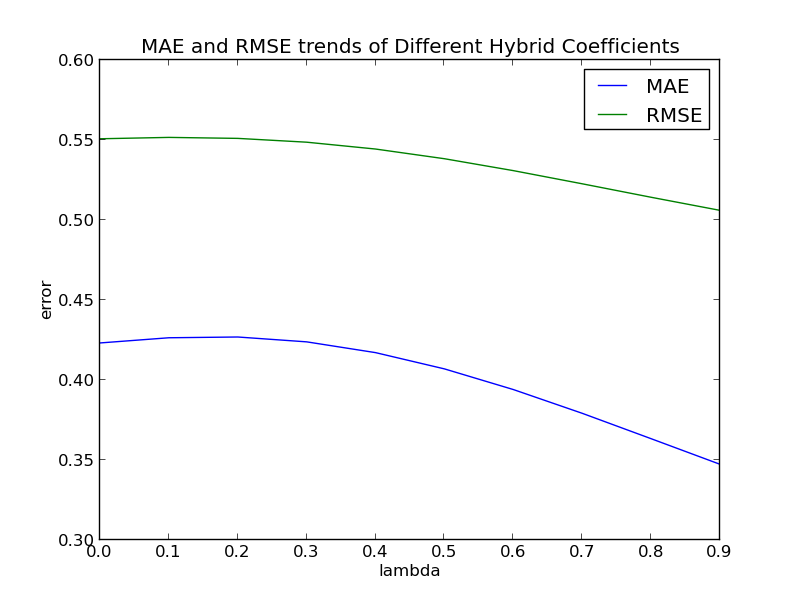 MAE and RMSE trends of Different Hybrid Coefficients
0.60
MAE
RMSE
0.55
0.50
0.45
error
0.40
0.35
0.30
0.0 0.1 0.2 0.3 0.4 0.5 0.6 0.7 0.8 0.9
lambda